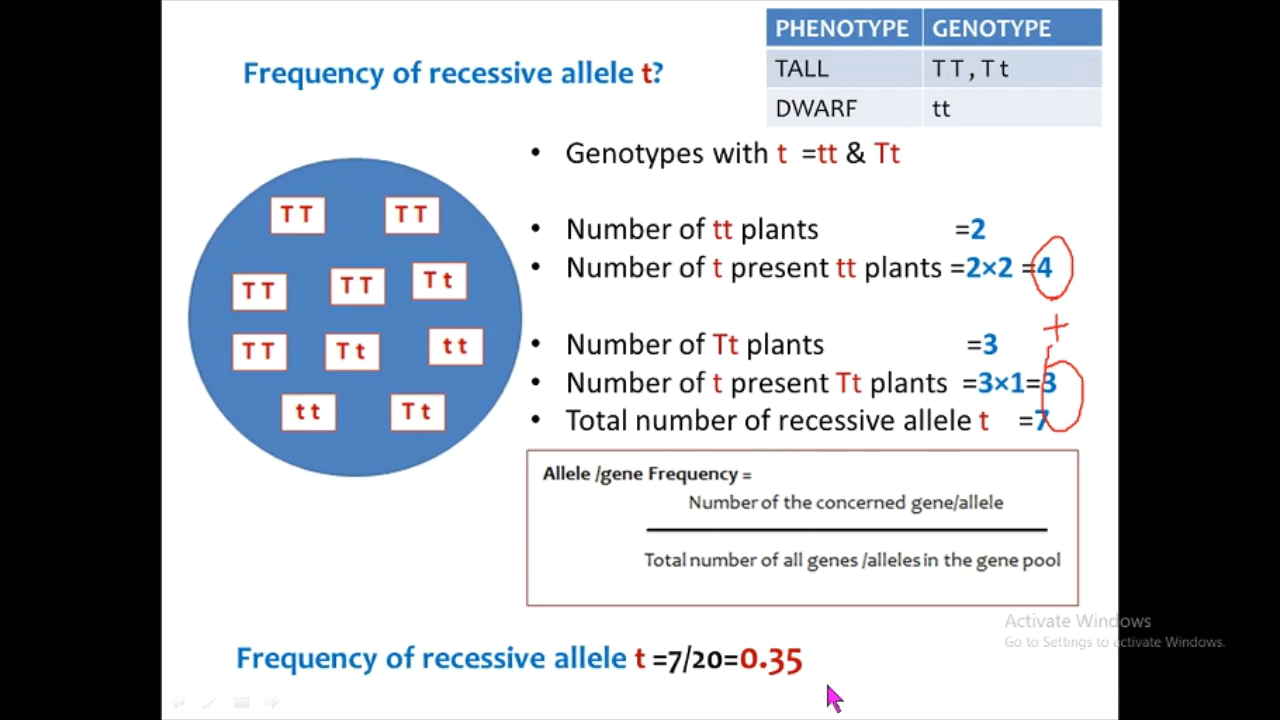 PHENOTYPE GENOTYPE
TALL T T , T t
DWARF tt
Frequency of recessive allele t?
• Genotypes with t =tt & Tt
• Number of tt plants =2
• Number of t present tt plants =2×2 =4
+
• Number of Tt plants =3
• Number of t present Tt plants =3×1=3
• Total number of recessive allele t =7
T T T T
T T T T T t
T T T t t t
t t T t
Allele /gene Frequency =
Number of the concerned gene/allele
Total number of all genes /alleles in the gene pool
Activate Windows
Go to Settings to activate Windows.
Frequency of recessive allele t =7/20=0.35